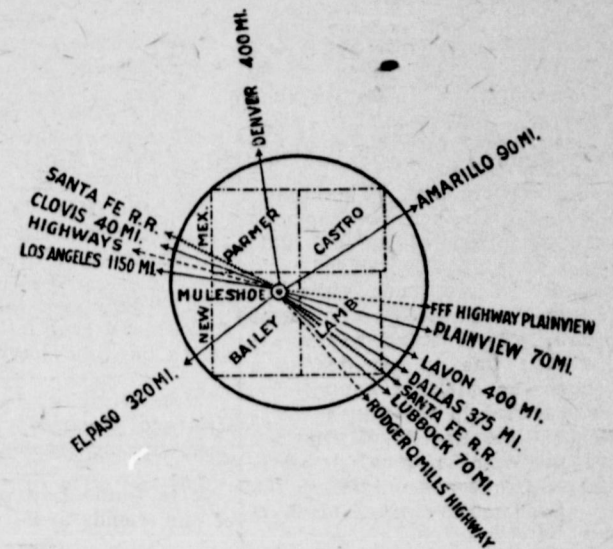 DENVER 400 MI.
AMARILLO 90 MI.
SANTA FE R.R.
CLOVIS 40 MI.
HIGHWAYS
LOS ANGELES 1150 MI.
NEW MEX.
PARMER
CASTRO
MULESHOE
BAILEY
LAMB
FFF HIGHWAY PLAINVIEW
PLAINVIEW 70 MI.
LAVON 400 MI.
DALLAS 375 MI.
SANTA FE R.R.
LUBBOCK 70 MI.
RODGER Q. MILLS HIGHWAY
EL PASO 320 MI.